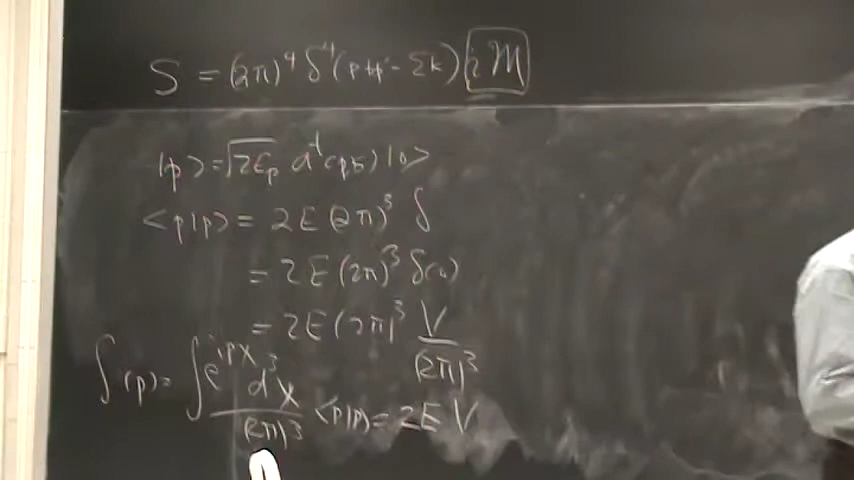 S = (2π)⁴ δ⁴(p+p'- Σk) i M
|p> = √2Ep a†(p,s) |0>
<p|p> = 2E (2π)³ δ
= 2E (2π)³ δ(0)
= 2E (2π)³ V/(2π)³
δ(p) = ∫ e^{ipx} d³x/(2π)³ <p|p> = 2E V